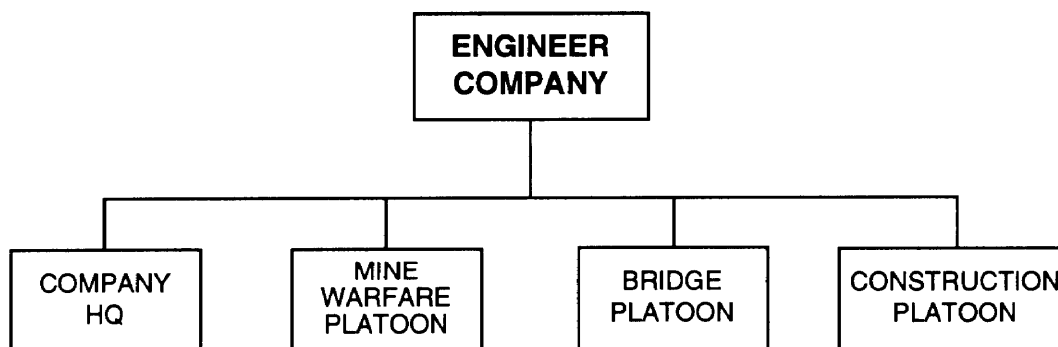 ENGINEER
COMPANY
COMPANY
HQ
MINE
WARFARE
PLATOON
BRIDGE
PLATOON
CONSTRUCTION
PLATOON